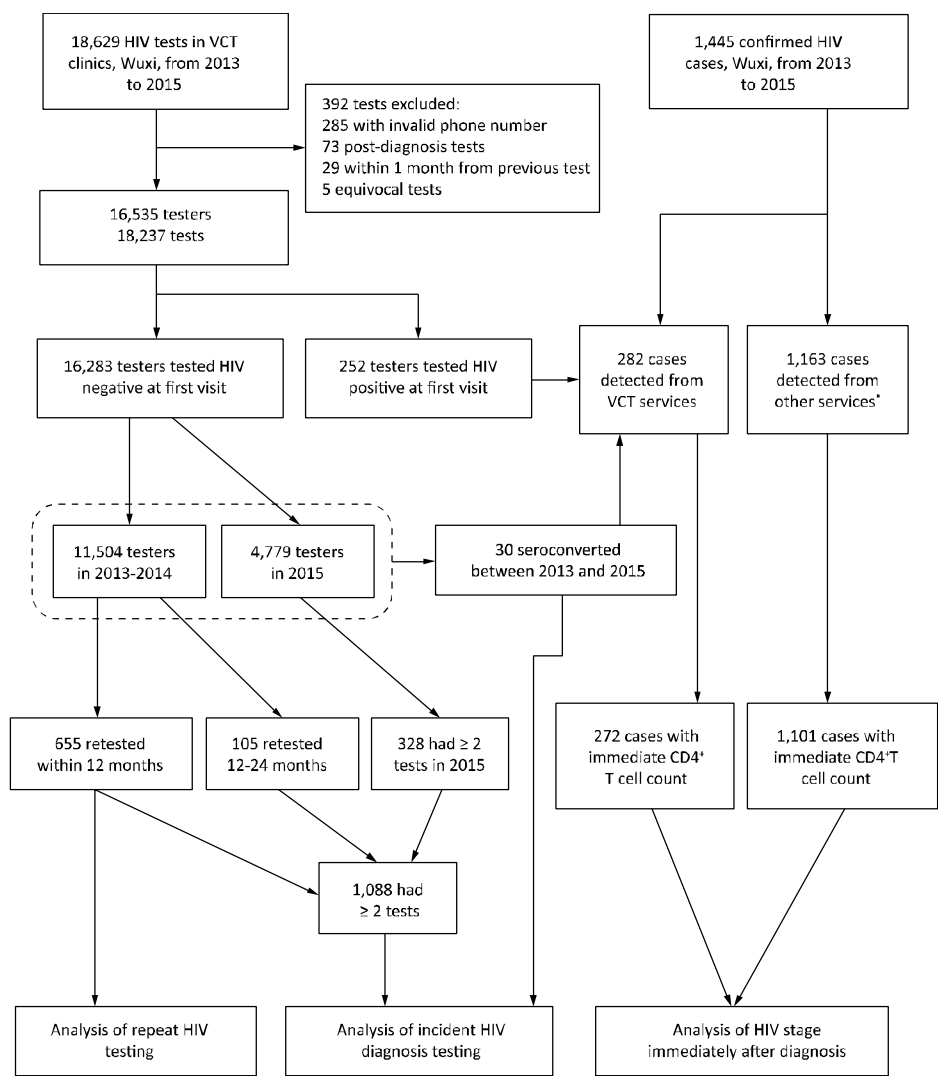 18,629 HIV tests in VCT
clinics, Wuxi, from 2013
to 2015
1,445 confirmed HIV
cases, Wuxi, from 2013
to 2015
392 tests excluded:
285 with invalid phone number
73 post-diagnosis tests
29 within 1 month from previous test
5 equivocal tests
16,535 testers
18,237 tests
16,283 testers tested HIV
negative at first visit
252 testers tested HIV
positive at first visit
282 cases
detected from
VCT services
1,163 cases
detected from
other services*
11,504 testers
in 2013-2014
4,779 testers
in 2015
30 seroconverted
between 2013 and 2015
655 retested
within 12 months
105 retested
12-24 months
328 had ≥ 2
tests in 2015
272 cases with
immediate CD4⁺
T cell count
1,101 cases with
immediate CD4⁺T
cell count
1,088 had
≥ 2 tests
Analysis of repeat HIV
testing
Analysis of incident HIV
diagnosis testing
Analysis of HIV stage
immediately after diagnosis